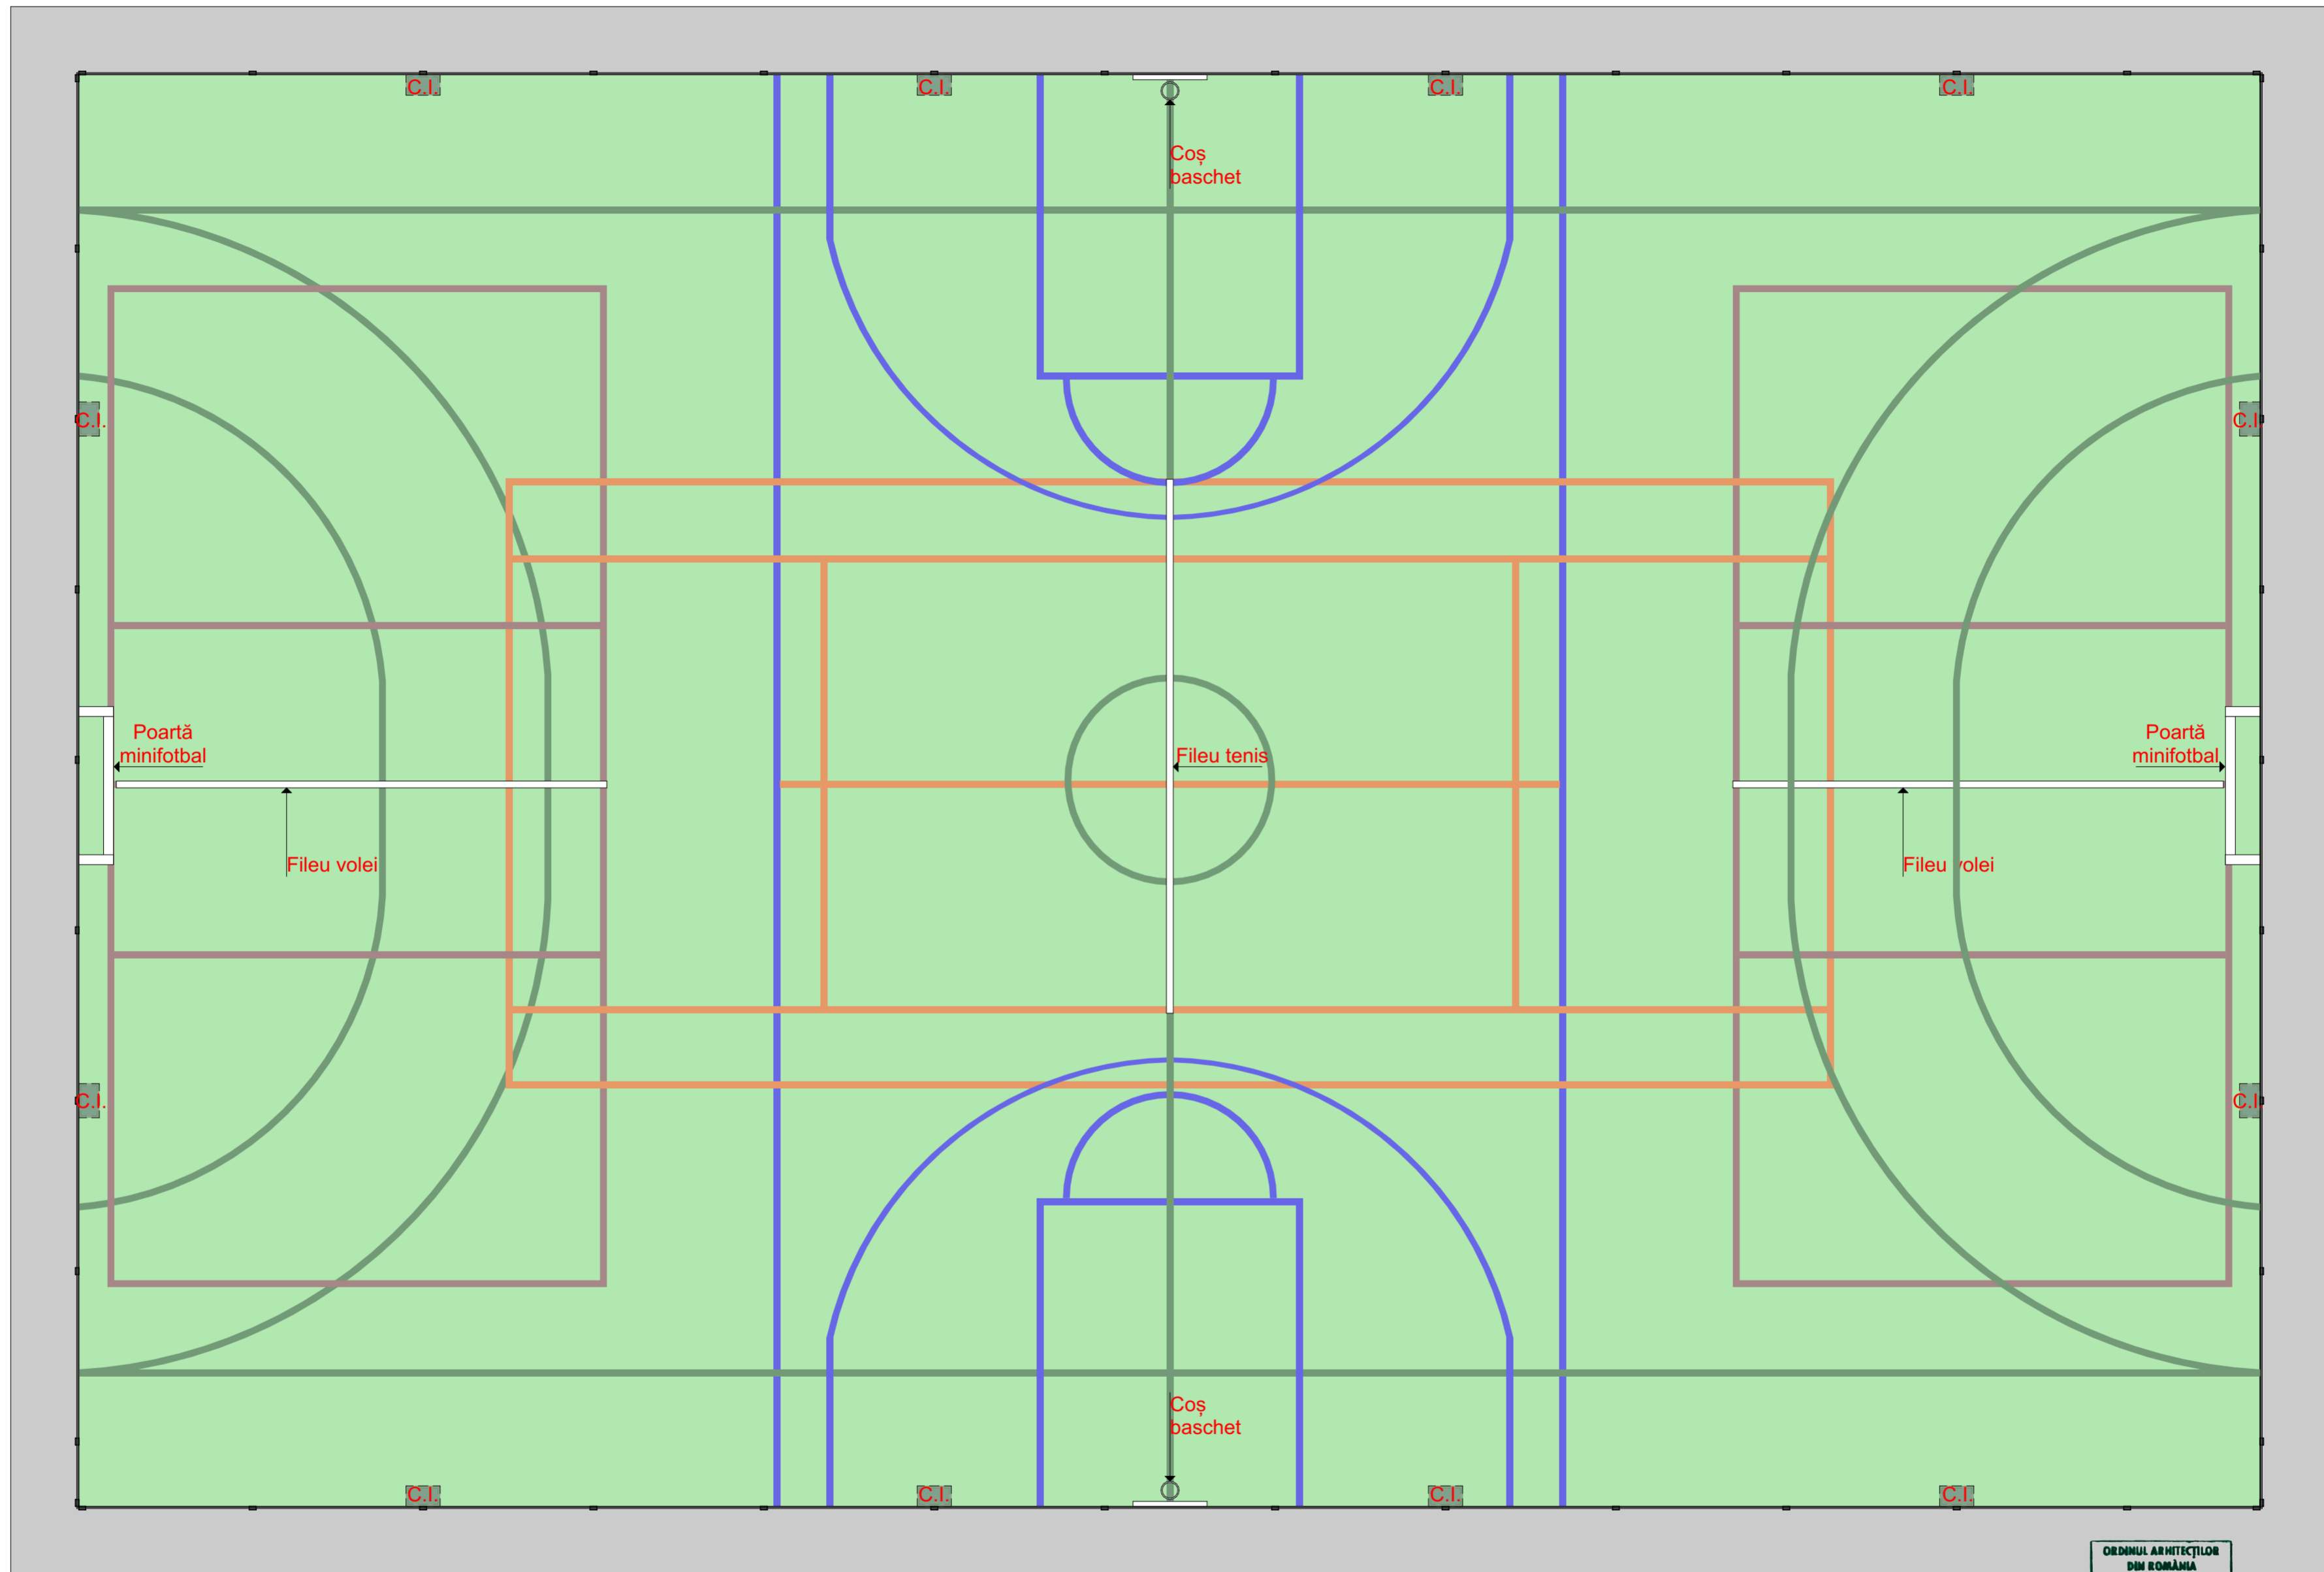 C.I.
C.I.
C.I.
C.I.
Coș
baschet
C.I.
C.I.
Poartă
minifotbal
Fileu tenis
Poartă
minifotbal
Fileu volei
Fileu volei
C.I.
C.I.
Coș
baschet
C.I.
C.I.
C.I.
C.I.
ORDINUL ARHITECȚILOR
DIN ROMÂNIA